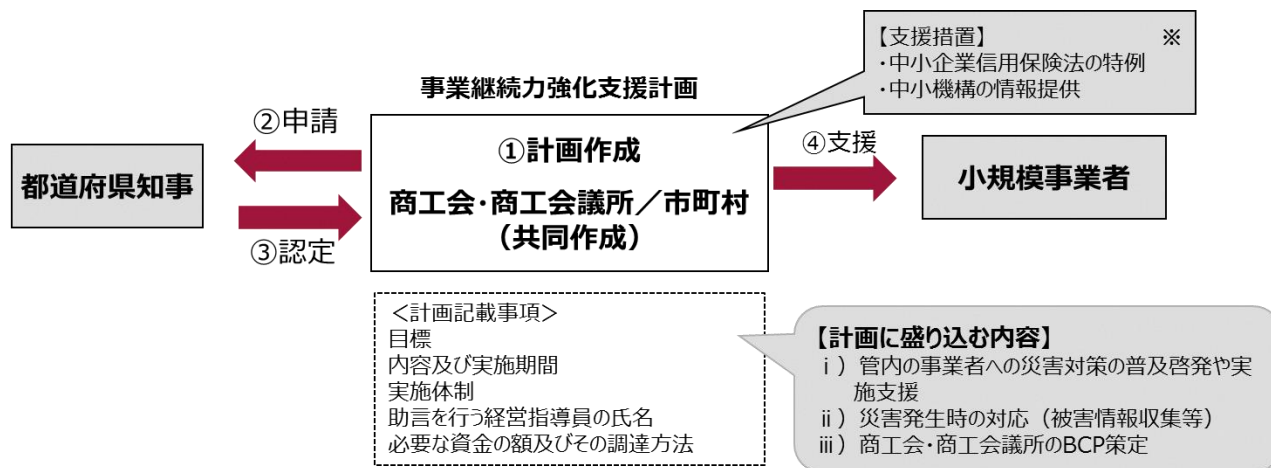 【支援措置】 ※
・中小企業信用保険法の特例
・中小機構の情報提供
事業継続力強化支援計画
②申請
①計画作成
④支援
都道府県知事
商工会・商工会議所／市町村
（共同作成）
小規模事業者
③認定
＜計画記載事項＞
目標
内容及び実施期間
実施体制
助言を行う経営指導員の氏名
必要な資金の額及びその調達方法
【計画に盛り込む内容】
ⅰ）管内の事業者への災害対策の普及啓発や実
施支援
ⅱ）災害発生時の対応（被害情報収集等）
ⅲ）商工会・商工会議所のBCP策定